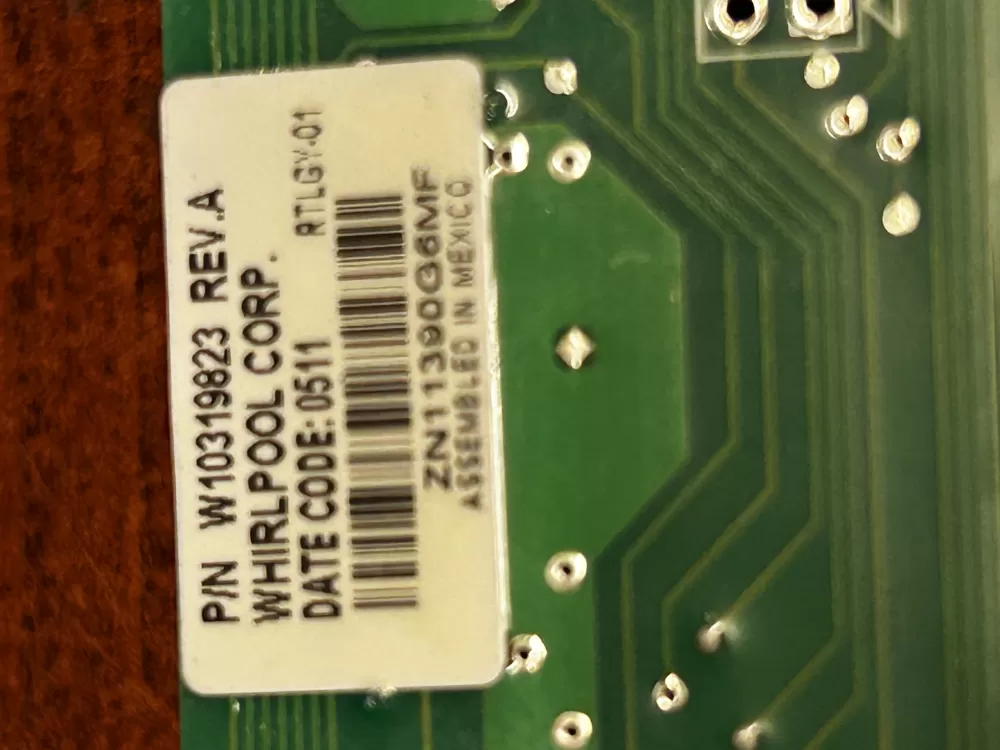 P/N W10319823 REV.A
WHIRLPOOL CORP.
DATE CODE: 0511 RTLGY-01
ZN11390G6MF
ASSEMBLED IN MEXICO